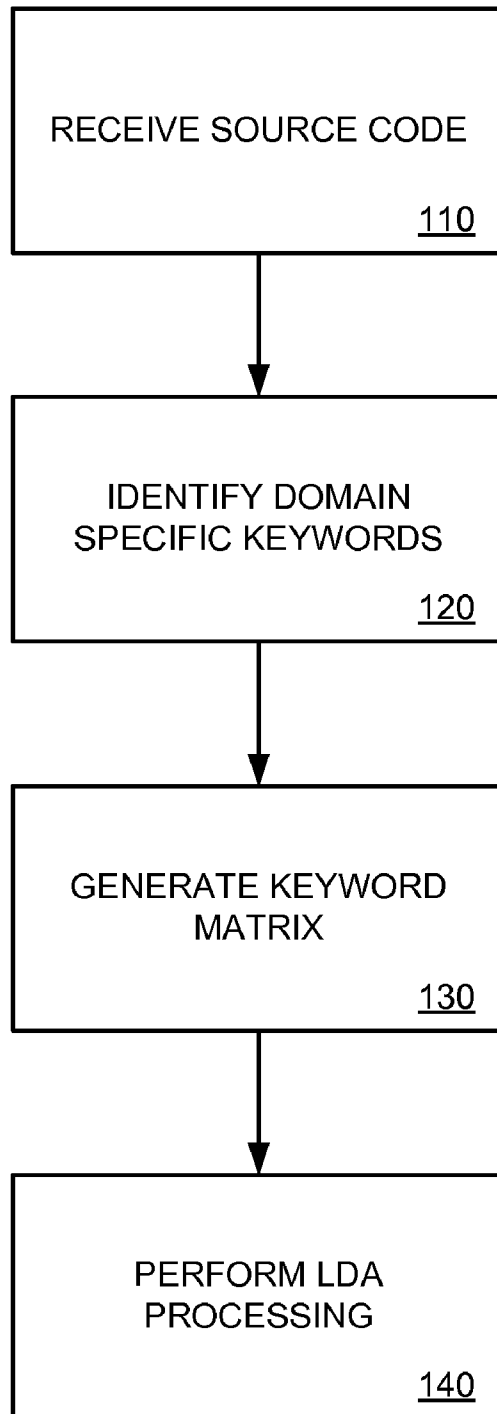 RECEIVE SOURCE CODE
110
IDENTIFY DOMAIN
SPECIFIC KEYWORDS
120
GENERATE KEYWORD
MATRIX
130
PERFORM LDA
PROCESSING
140